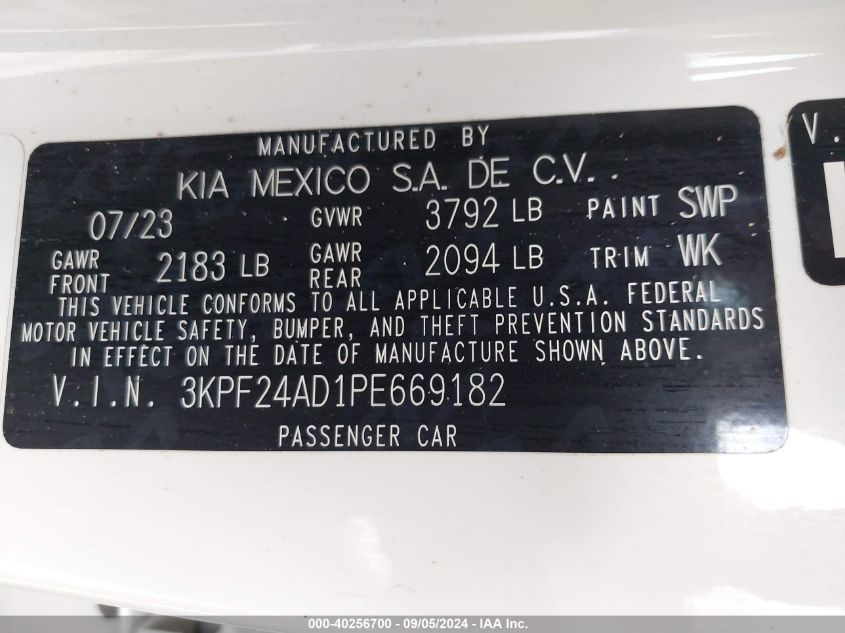 MANUFACTURED BY
KIA MEXICO S.A. DE C.V.
07/23 GVWR 3792 LB PAINT SWP
GAWR FRONT 2183 LB GAWR REAR 2094 LB TRIM WK
THIS VEHICLE CONFORMS TO ALL APPLICABLE U.S.A. FEDERAL
MOTOR VEHICLE SAFETY, BUMPER, AND THEFT PREVENTION STANDARDS
IN EFFECT ON THE DATE OF MANUFACTURE SHOWN ABOVE.
V.I.N. 3KPF24AD1PE669182
PASSENGER CAR
V.
000-40256700 - 09/05/2024 - IAA Inc.